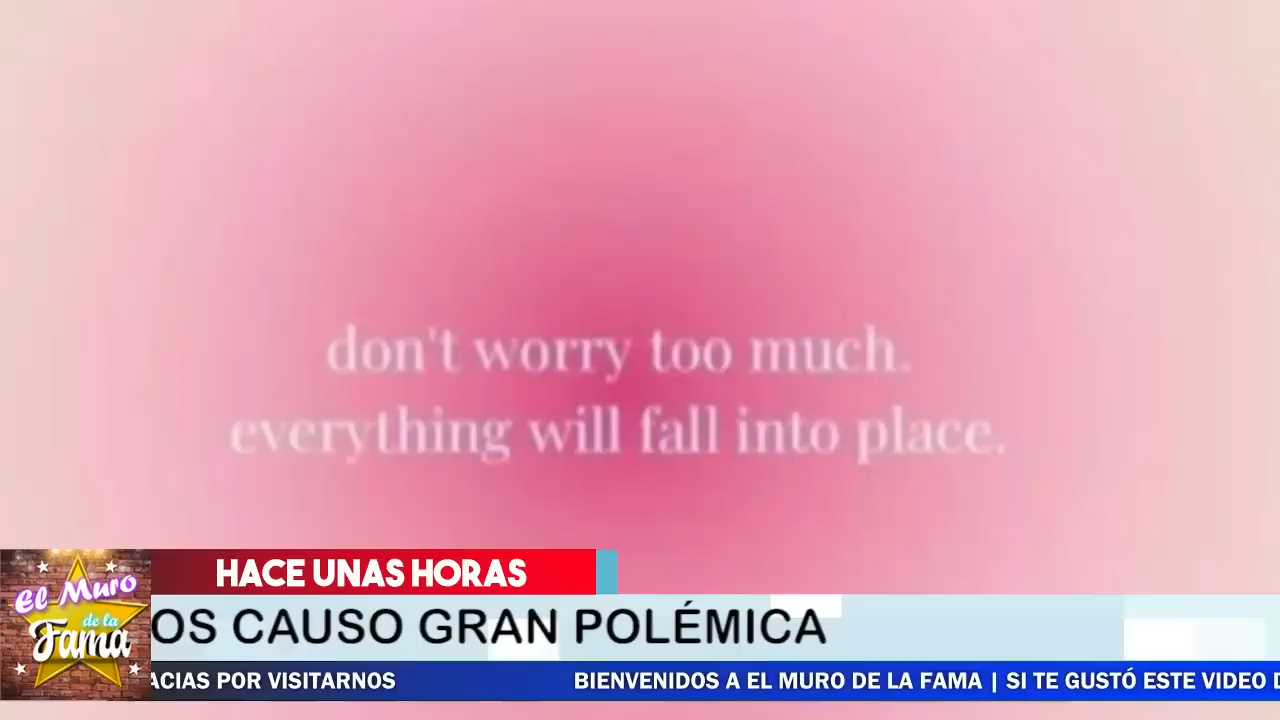 don't worry too much.
everything will fall into place.
HACE UNAS HORAS
El Muro
de la
Fama
OS CAUSO GRAN POLÉMICA
ACIAS POR VISITARNOS BIENVENIDOS A EL MURO DE LA FAMA | SI TE GUSTÓ ESTE VIDEO D